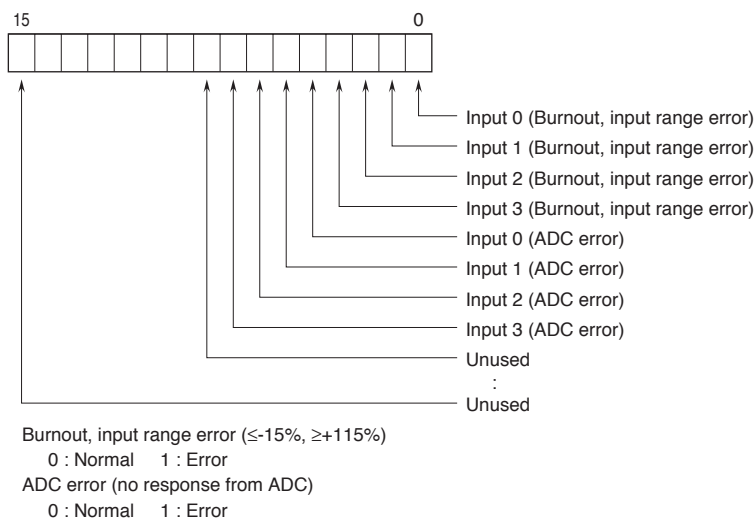 15 0
Input 0 (Burnout, input range error)
Input 1 (Burnout, input range error)
Input 2 (Burnout, input range error)
Input 3 (Burnout, input range error)
Input 0 (ADC error)
Input 1 (ADC error)
Input 2 (ADC error)
Input 3 (ADC error)
Unused
:
Unused
Burnout, input range error (≤-15%, ≥+115%)
0 : Normal 1 : Error
ADC error (no response from ADC)
0 : Normal 1 : Error